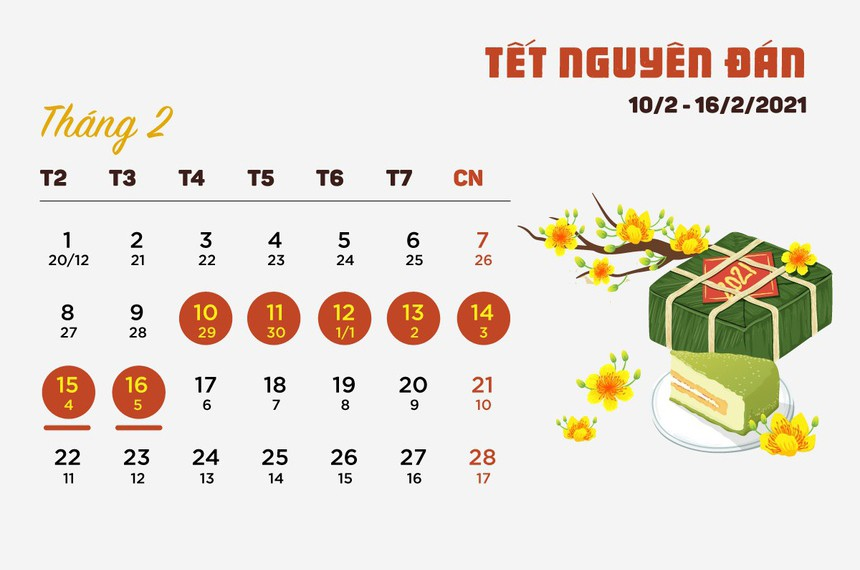 TẾT NGUYÊN ĐÁN
10/2 - 16/2/2021
Tháng 2
T2 T3 T4 T5 T6 T7 CN
1 2 3 4 5 6 7
20/12 21 22 23 24 25 26
8 9 10 11 12 13 14
27 28 29 30 1/1 2 3
15 16 17 18 19 20 21
4 5 6 7 8 9 10
22 23 24 25 26 27 28
11 12 13 14 15 16 17
2021